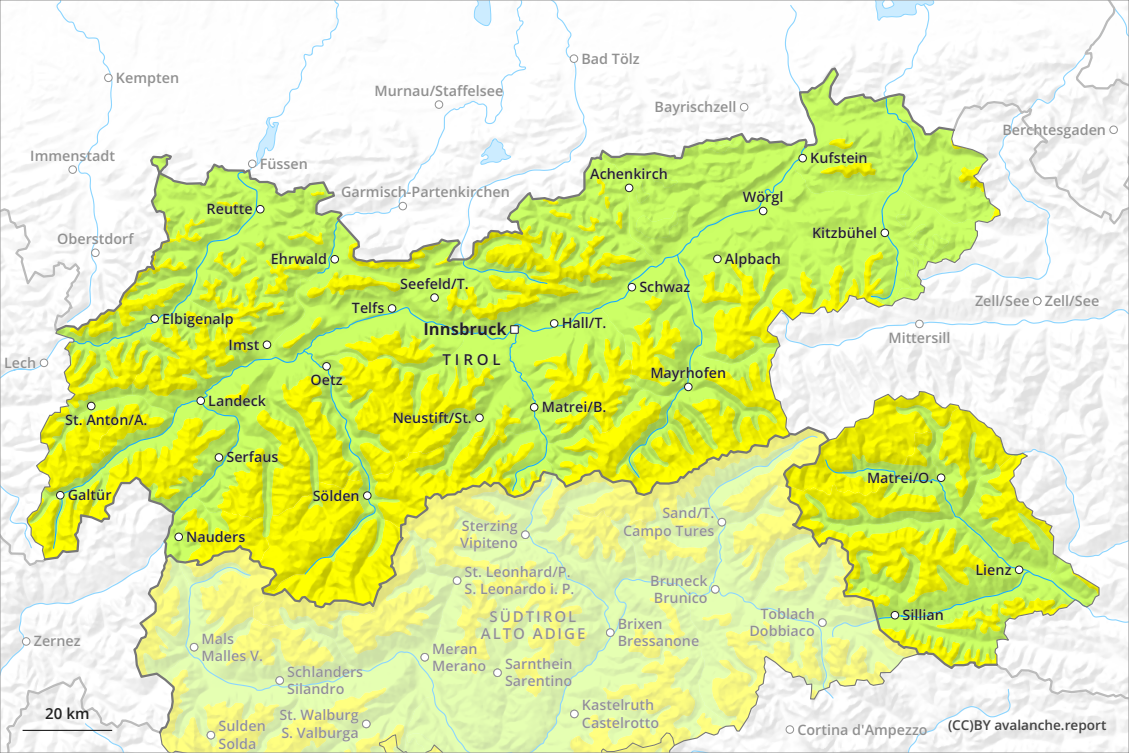 Kempten
Bad Tölz
Murnau/Staffelsee
Bayrischzell
Berchtesgaden
Immenstadt
Füssen
Kufstein
Achenkirch
Garmisch-Partenkirchen
Wörgl
Reutte
Oberstdorf
Kitzbühel
Ehrwald
Alpbach
Seefeld/T.
Schwaz
Zell/See
Zell/See
Telfs
Elbigenalp
Innsbruck
Hall/T.
Mittersill
Imst
TIROL
Lech
Oetz
Mayrhofen
Landeck
Matrei/B.
St. Anton/A.
Neustift/St.
Serfaus
Matrei/O.
Galtür
Sölden
Sand/T.
Campo Tures
Sterzing
Vipiteno
Nauders
Lienz
St. Leonhard/P.
S. Leonardo i. P.
Bruneck
Brunico
SÜDTIROL
ALTO ADIGE
Sillian
Toblach
Dobbiaco
Zernez
Mals
Malles V.
Brixen
Bressanone
Meran
Merano
Sarnthein
Sarentino
Schlanders
Silandro
20 km
St. Walburg
S. Valburga
Kastelruth
Castelrotto
Sulden
Solda
Cortina d'Ampezzo
(CC)BY avalanche.report